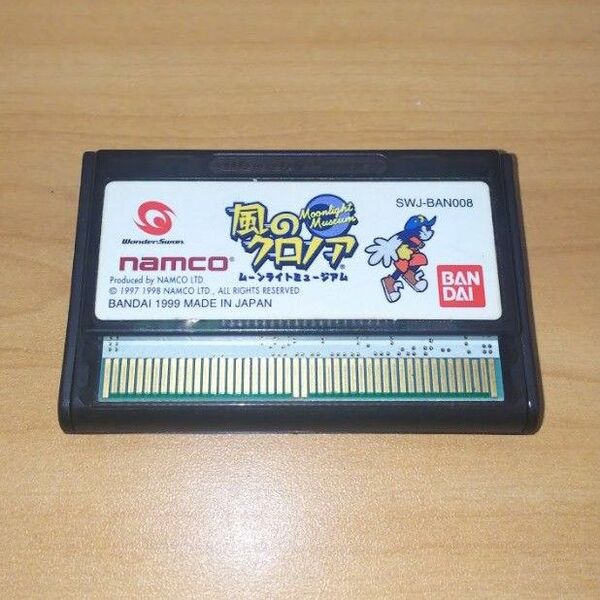 SWJ-BAN008
WonderSwan
風のクロノア
Moonlight Museum
ムーンライトミュージアム
namco
Produced by NAMCO LTD.
© 1997 1998 NAMCO LTD., ALL RIGHTS RESERVED
BANDAI 1999 MADE IN JAPAN
BAN
DAI